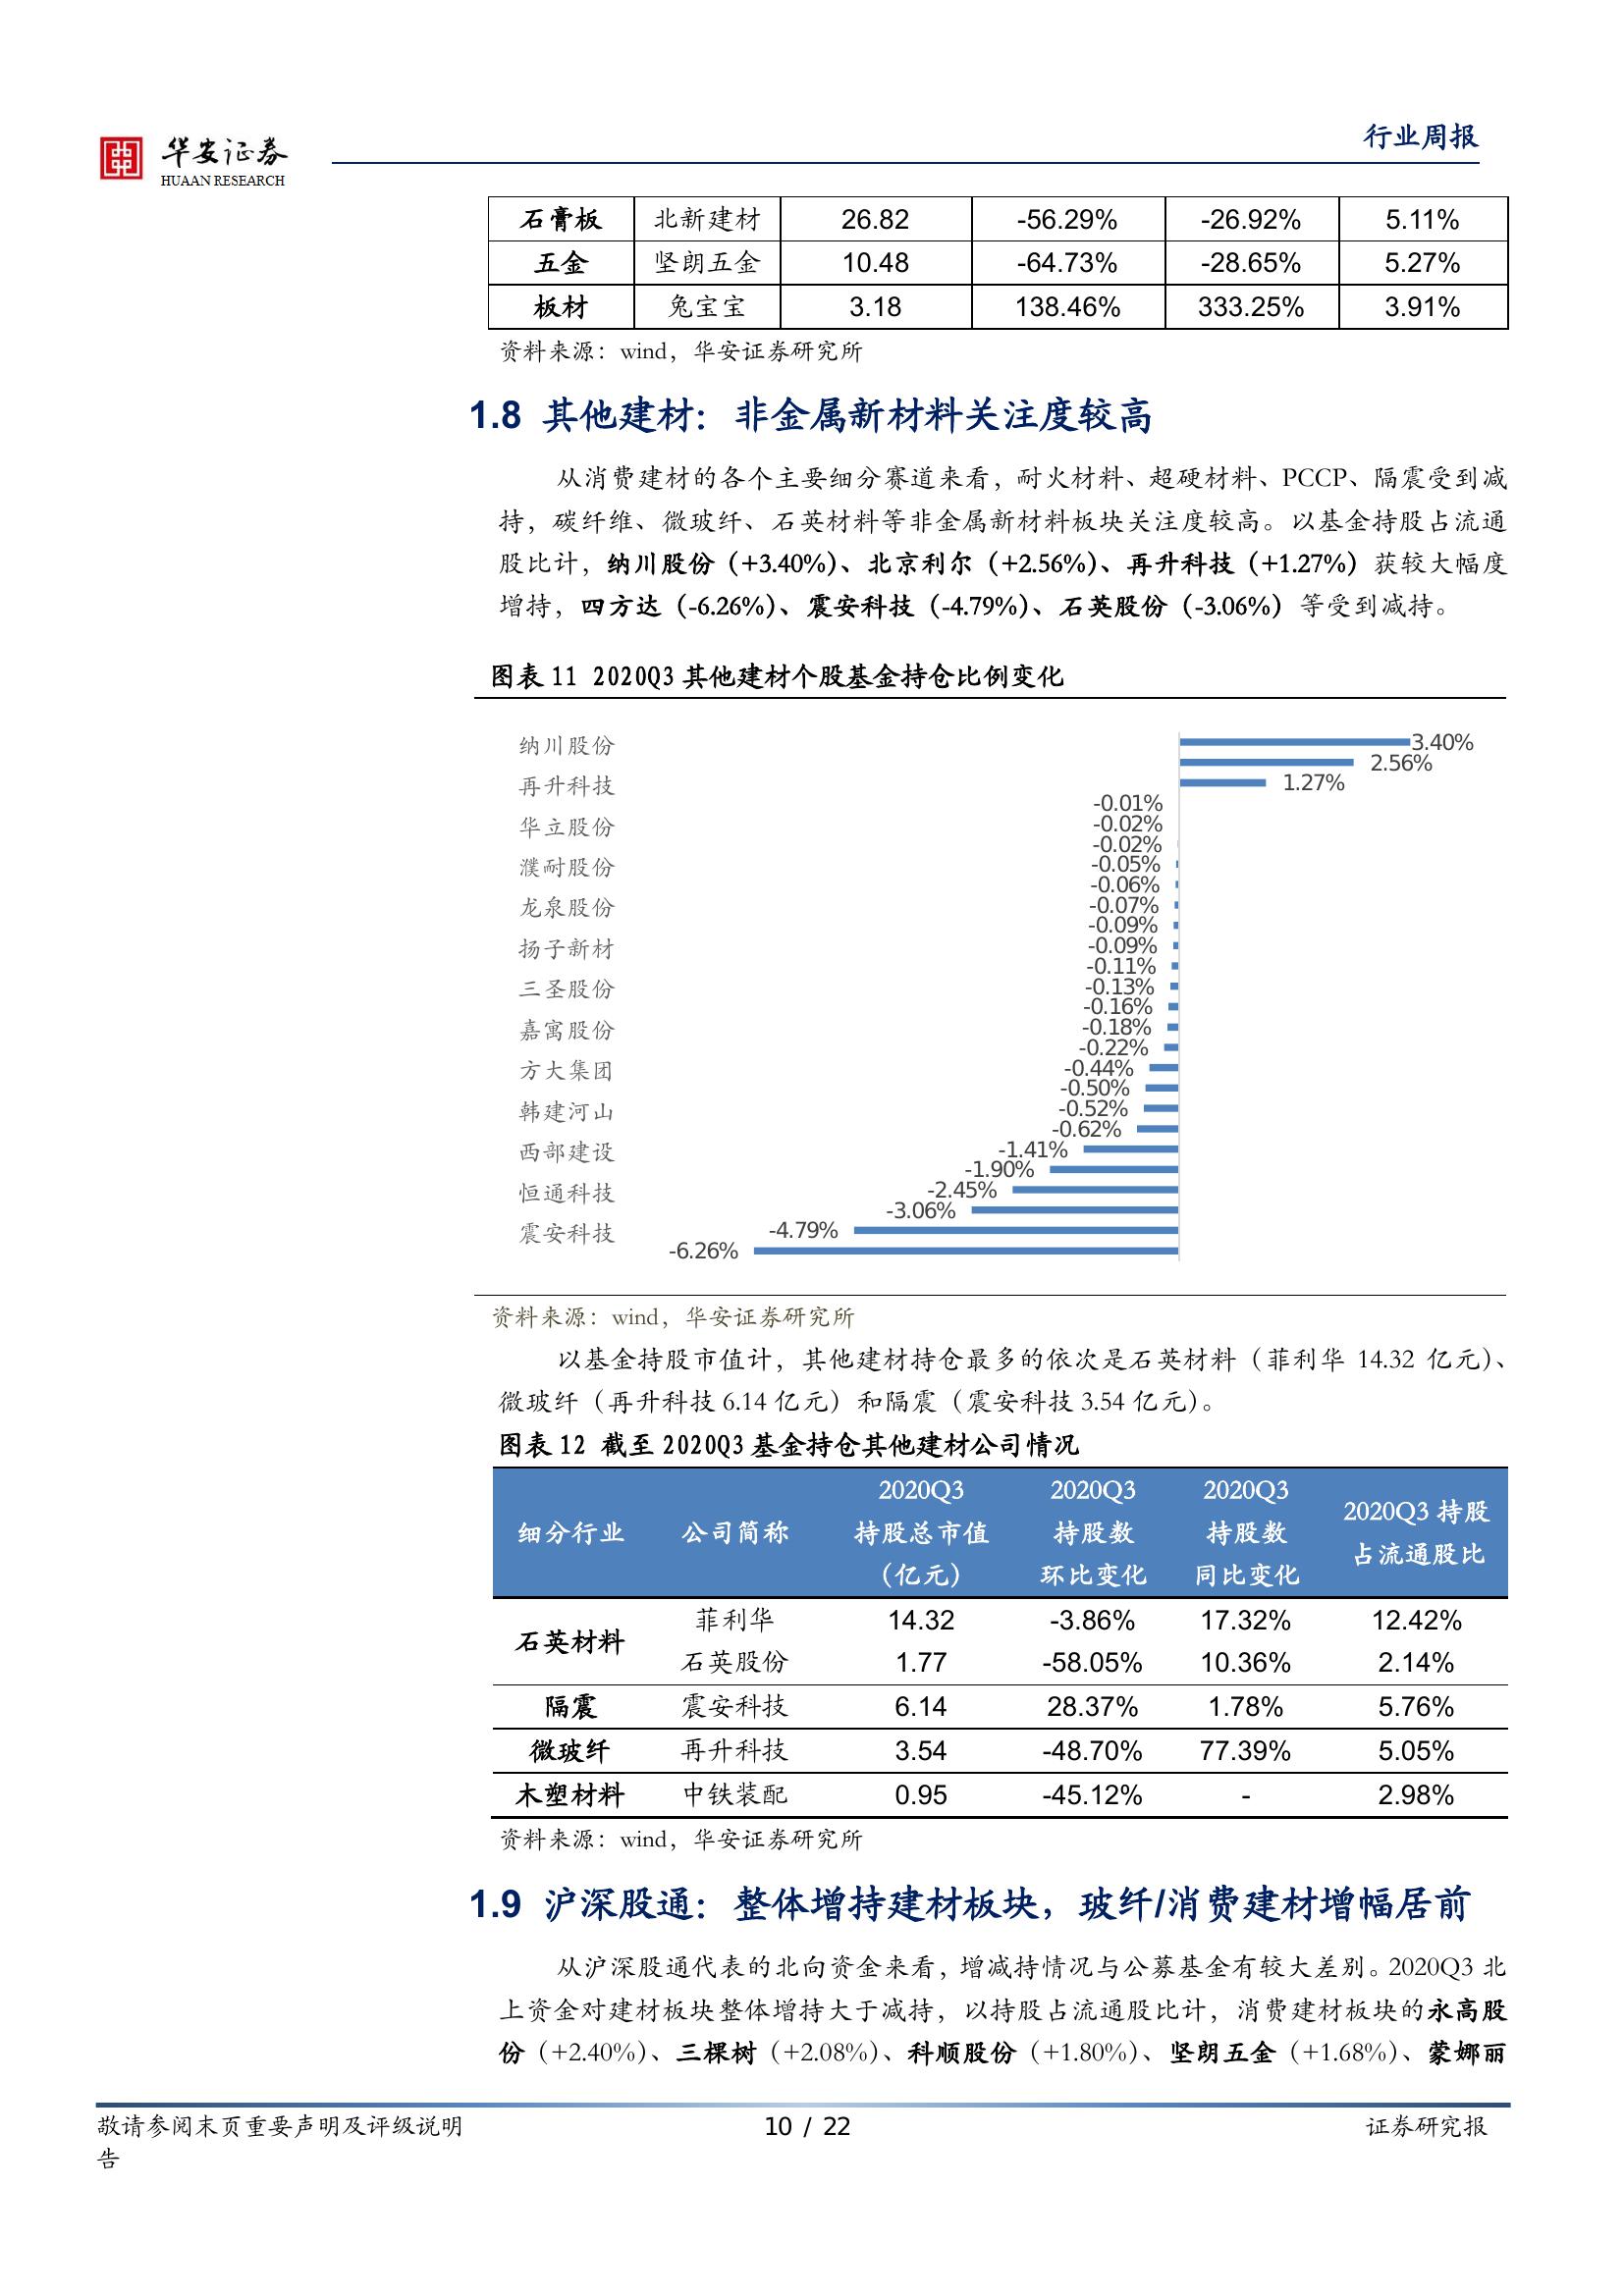 华安证券
HUAAN RESEARCH
行业周报
石膏板 北新建材 26.82 -56.29% -26.92% 5.11%
五金 坚朗五金 10.48 -64.73% -28.65% 5.27%
板材 兔宝宝 3.18 138.46% 333.25% 3.91%
资料来源：wind，华安证券研究所
1.8 其他建材：非金属新材料关注度较高
从消费建材的各个主要细分赛道来看，耐火材料、超硬材料、PCCP、隔震受到减
持，碳纤维、微玻纤、石英材料等非金属新材料板块关注度较高。以基金持股占流通
股比计，纳川股份（+3.40%）、北京利尔（+2.56%）、再升科技（+1.27%）获较大幅度
增持，四方达（-6.26%）、震安科技（-4.79%）、石英股份（-3.06%）等受到减持。
图表 11 2020Q3 其他建材个股基金持仓比例变化
纳川股份 3.40%
2.56%
再升科技 1.27%
-0.01%
华立股份 -0.02%
-0.02%
濮耐股份 -0.05%
-0.06%
龙泉股份 -0.07%
-0.09%
扬子新材 -0.09%
-0.11%
三圣股份 -0.13%
-0.16%
嘉寓股份 -0.18%
-0.22%
方大集团 -0.44%
-0.50%
韩建河山 -0.52%
-0.62%
西部建设 -1.41%
-1.90%
恒通科技 -2.45%
-3.06%
震安科技 -4.79%
-6.26%
资料来源：wind，华安证券研究所
以基金持股市值计，其他建材持仓最多的依次是石英材料（菲利华 14.32 亿元）、
微玻纤（再升科技 6.14 亿元）和隔震（震安科技 3.54 亿元）。
图表 12 截至 2020Q3 基金持仓其他建材公司情况
细分行业 公司简称 2020Q3 持股总市值（亿元） 2020Q3 持股数环比变化 2020Q3 持股数同比变化 2020Q3 持股占流通股比
石英材料 菲利华 14.32 -3.86% 17.32% 12.42%
石英股份 1.77 -58.05% 10.36% 2.14%
隔震 震安科技 6.14 28.37% 1.78% 5.76%
微玻纤 再升科技 3.54 -48.70% 77.39% 5.05%
木塑材料 中铁装配 0.95 -45.12% - 2.98%
资料来源：wind，华安证券研究所
1.9 沪深股通：整体增持建材板块，玻纤/消费建材增幅居前
从沪深股通代表的北向资金来看，增减持情况与公募基金有较大差别。2020Q3 北
上资金对建材板块整体增持大于减持，以持股占流通股比计，消费建材板块的永高股
份（+2.40%）、三棵树（+2.08%）、科顺股份（+1.80%）、坚朗五金（+1.68%）、蒙娜丽
敬请参阅末页重要声明及评级说明 10 / 22 证券研究报
告